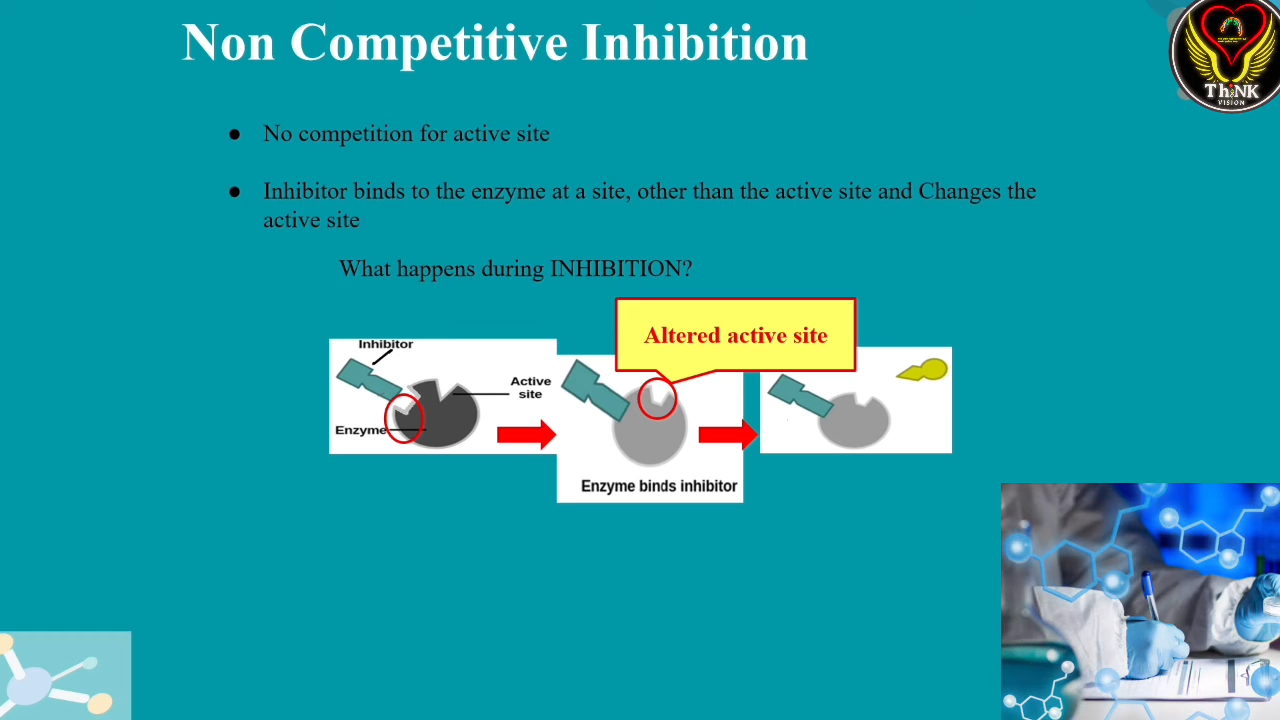 Non Competitive Inhibition
ThiNK
VISION
● No competition for active site
● Inhibitor binds to the enzyme at a site, other than the active site and Changes the
active site
What happens during INHIBITION?
Altered active site
Inhibitor
Active
site
Enzyme
Enzyme binds inhibitor